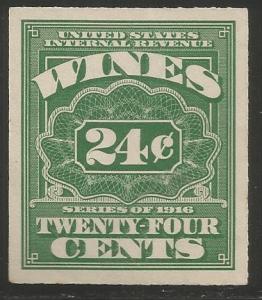 UNITED STATES
INTERNAL REVENUE
WINES
24¢
SERIES OF 1916
TWENTY-FOUR
CENTS